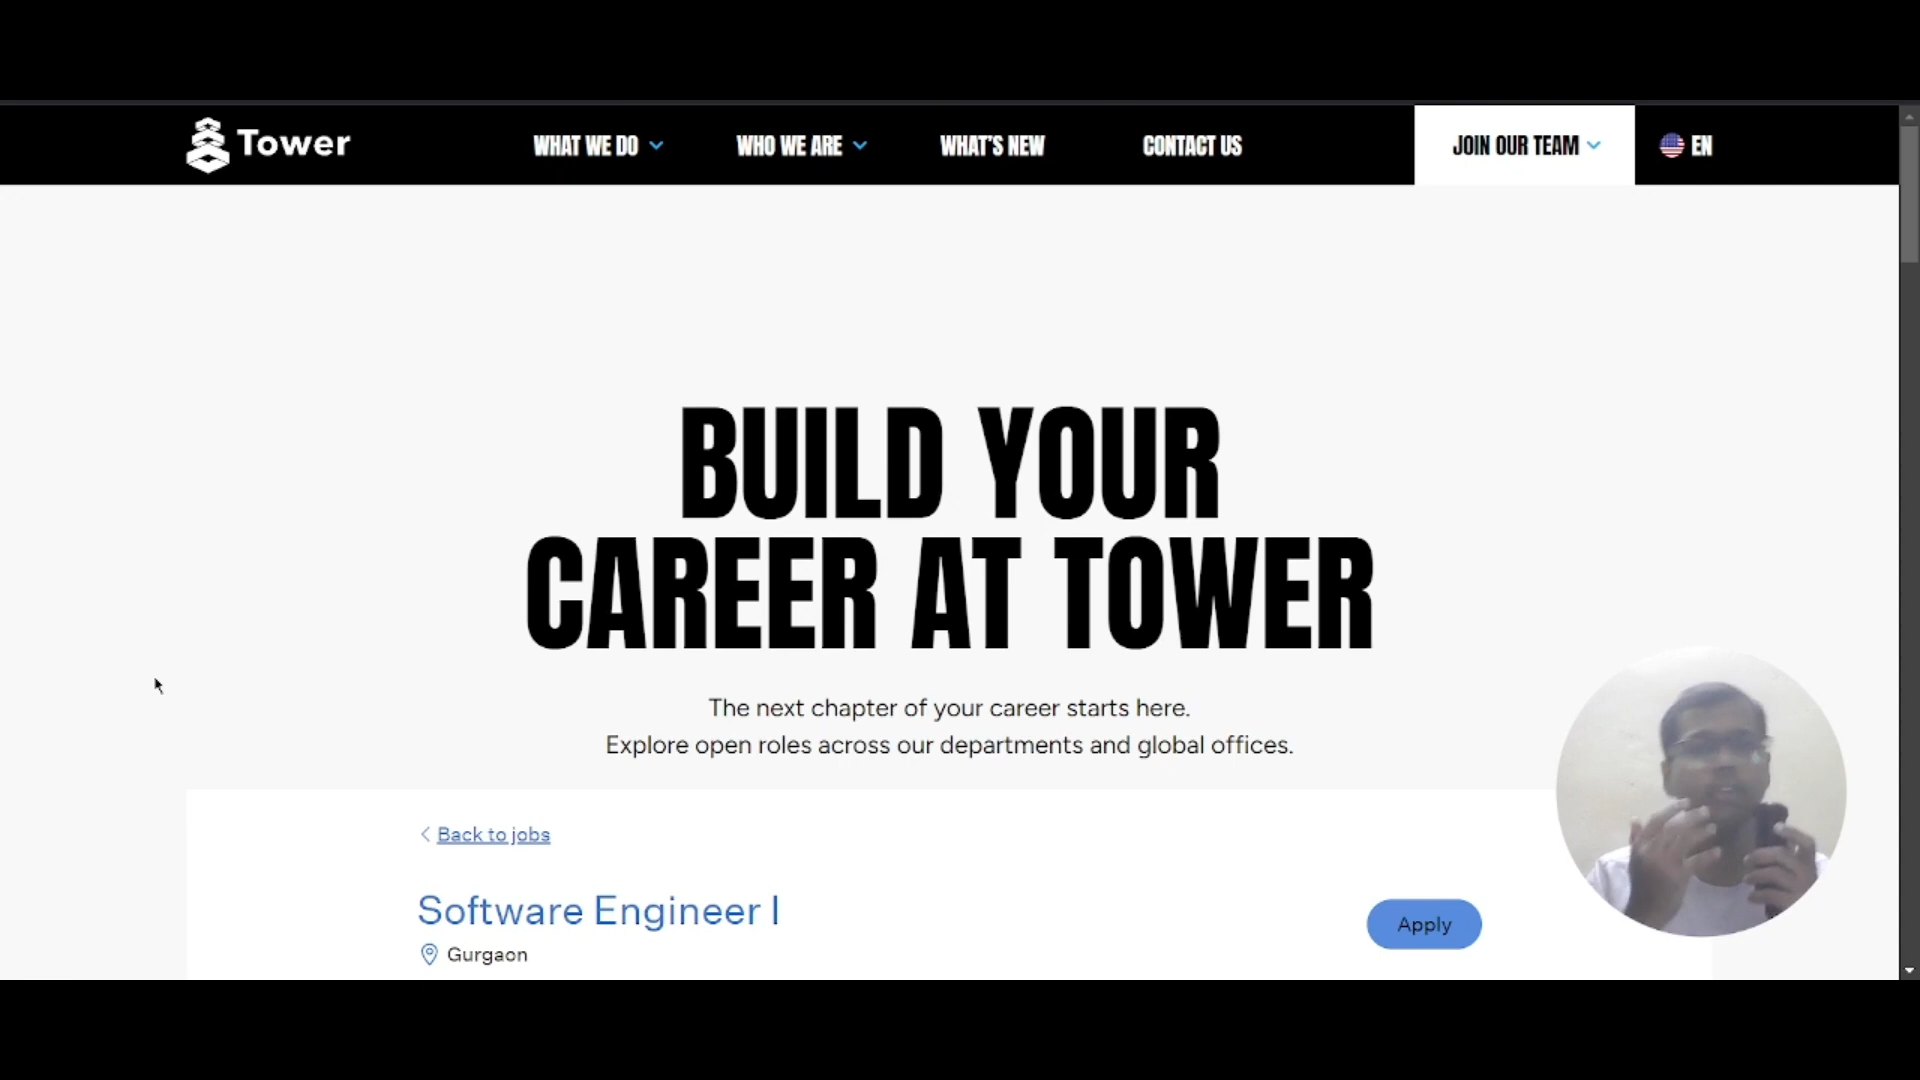 Tower
WHAT WE DO
WHO WE ARE
WHAT'S NEW
CONTACT US
JOIN OUR TEAM
EN
BUILD YOUR
CAREER AT TOWER
The next chapter of your career starts here.
Explore open roles across our departments and global offices.
Back to jobs
Software Engineer I
Apply
Gurgaon